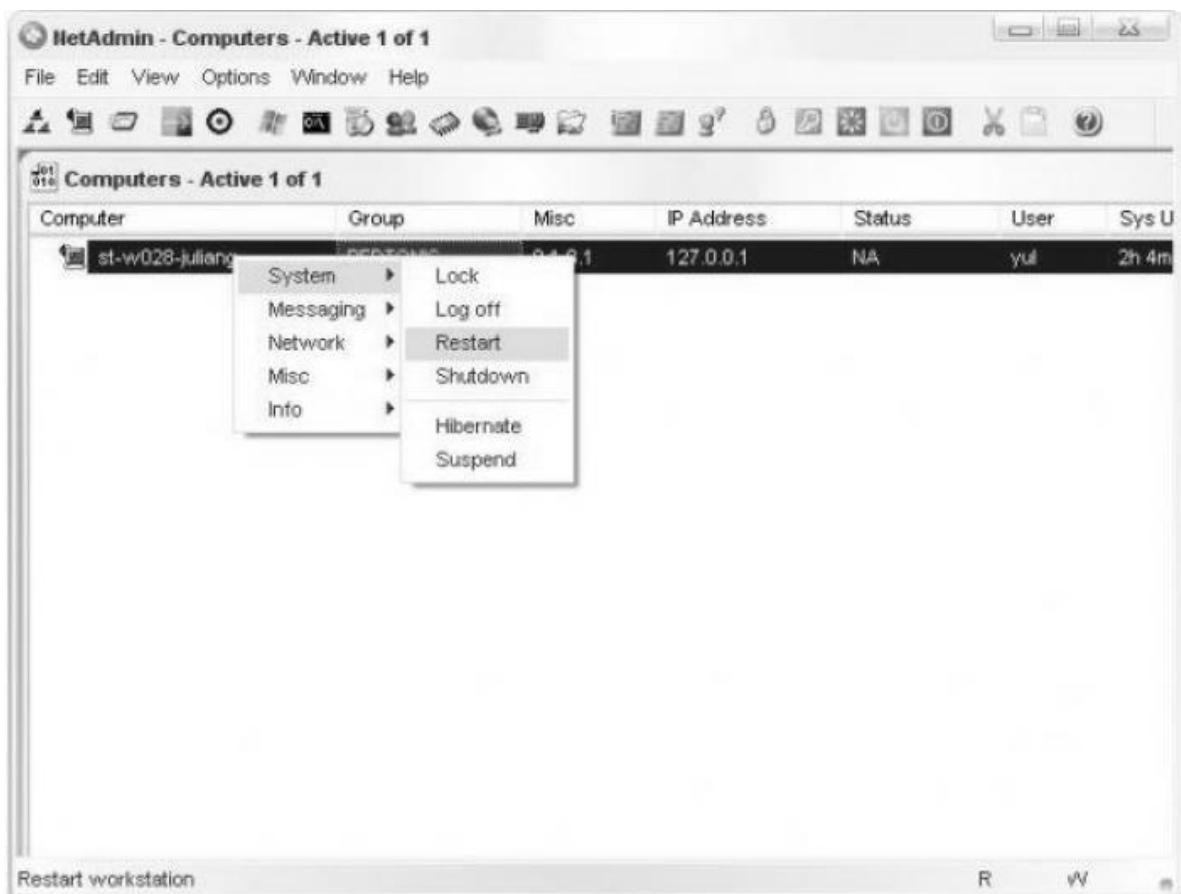 NetAdmin - Computers - Active 1 of 1
File Edit View Options Window Help
Computers - Active 1 of 1
Computer Group Misc IP Address Status User Sys U
st-w028-juliang 127.0.0.1 NA yul 2h 4m
System Lock
Messaging Log off
Network Restart
Misc Shutdown
Info
Hibernate
Suspend
Restart workstation R W